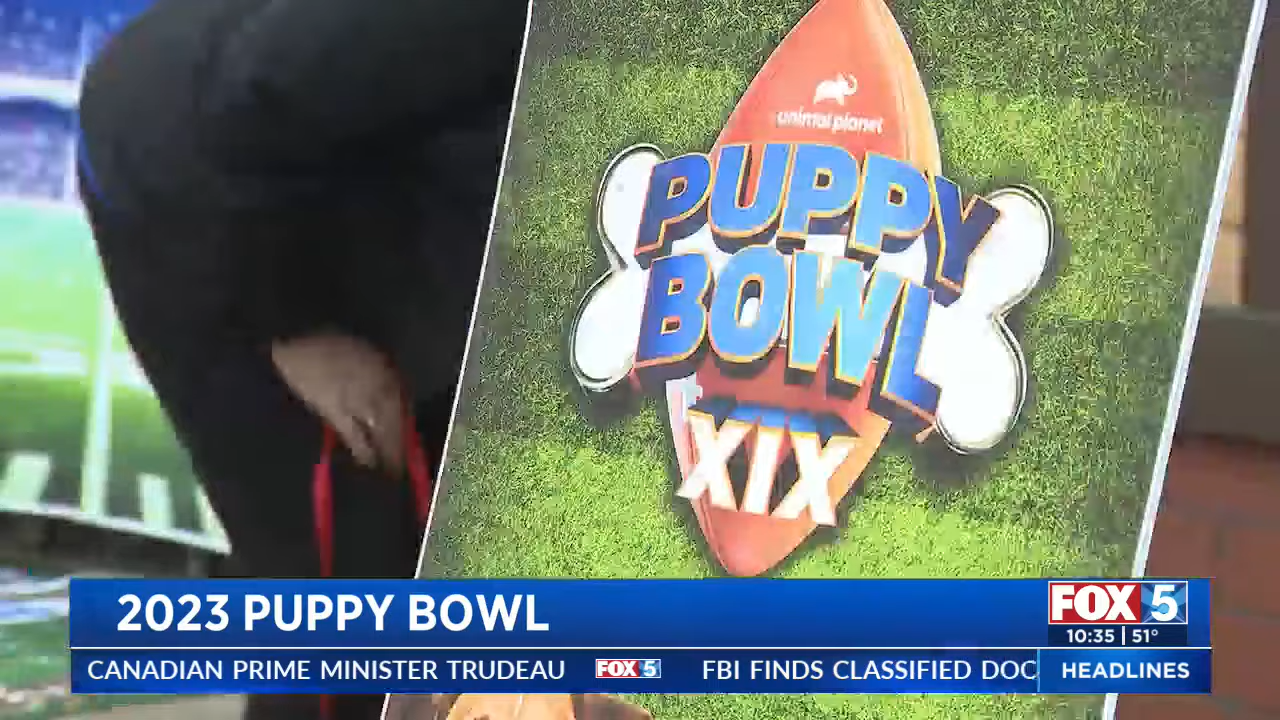 animal planet
PUPPY
BOWL
XIX
2023 PUPPY BOWL
FOX 5
10:35 | 51°
CANADIAN PRIME MINISTER TRUDEAU FOX 5 FBI FINDS CLASSIFIED DOC
HEADLINES